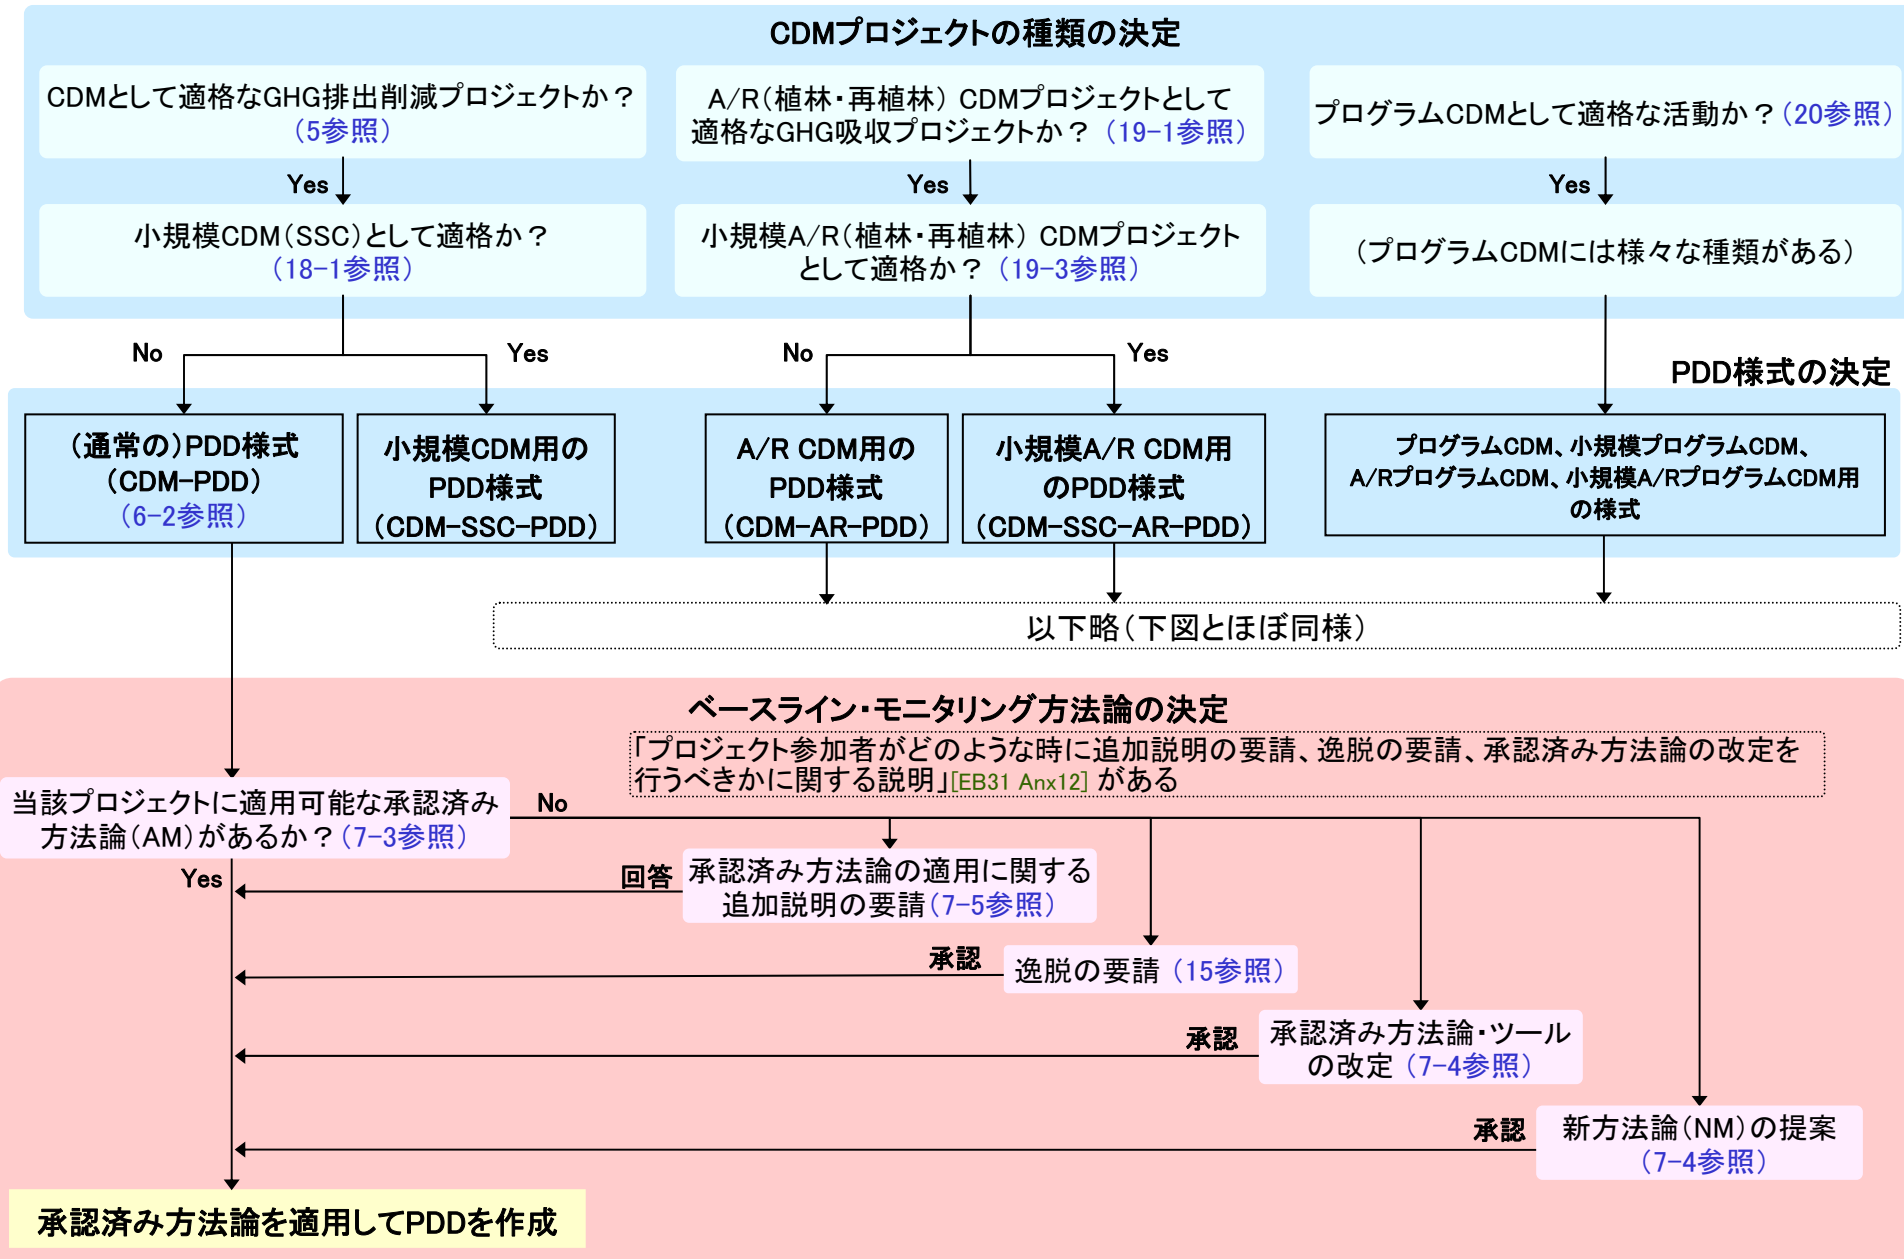 CDMプロジェクトの種類の決定
CDMとして適格なGHG排出削減プロジェクトか？
（5参照）
A/R（植林・再植林） CDMプロジェクトとして
適格なGHG吸収プロジェクトか？（19-1参照）
プログラムCDMとして適格な活動か？（20参照）
Yes
Yes
Yes
小規模CDM（SSC）として適格か？
（18-1参照）
小規模A/R（植林・再植林） CDMプロジェクト
として適格か？（19-3参照）
（プログラムCDMには様々な種類がある）
No
Yes
No
Yes
PDD様式の決定
（通常の）PDD様式
（CDM-PDD）
（6-2参照）
小規模CDM用の
PDD様式
（CDM-SSC-PDD）
A/R CDM用の
PDD様式
（CDM-AR-PDD）
小規模A/R CDM用
のPDD様式
（CDM-SSC-AR-PDD）
プログラムCDM、小規模プログラムCDM、
A/RプログラムCDM、小規模A/RプログラムCDM用
の様式
以下略（下図とほぼ同様）
ベースライン・モニタリング方法論の決定
「プロジェクト参加者がどのような時に追加説明の要請、逸脱の要請、承認済み方法論の改定を
行うべきかに関する説明」[EB31 Anx12] がある
当該プロジェクトに適用可能な承認済み
方法論（AM）があるか？（7-3参照）
No
Yes
回答
承認済み方法論の適用に関する
追加説明の要請（7-5参照）
承認
逸脱の要請（15参照）
承認
承認済み方法論・ツール
の改定（7-4参照）
承認
新方法論（NM）の提案
（7-4参照）
承認済み方法論を適用してPDDを作成